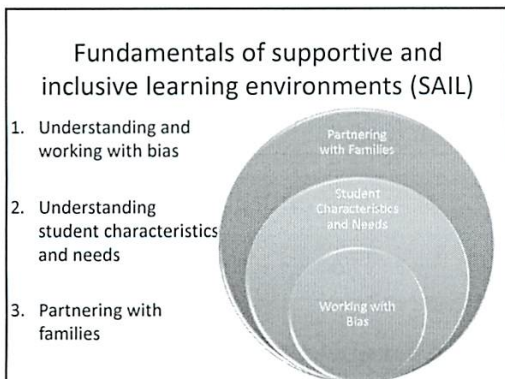 Fundamentals of supportive and
inclusive learning environments (SAIL)
1. Understanding and
working with bias
2. Understanding
student characteristics
and needs
3. Partnering with
families
Partnering
with Families
Student
Characteristics
and Needs
Working with
Bias